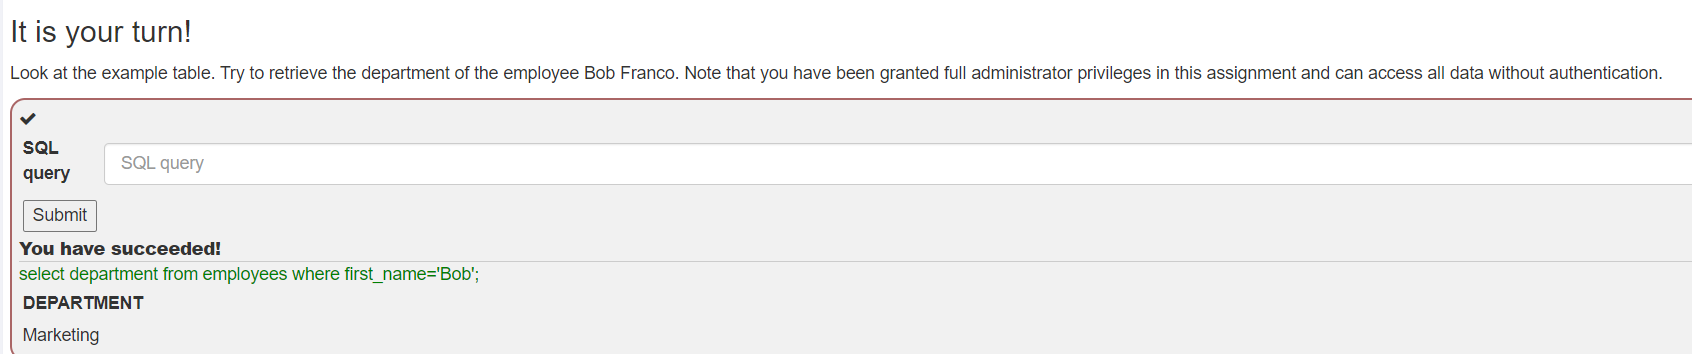 It is your turn!
Look at the example table. Try to retrieve the department of the employee Bob Franco. Note that you have been granted full administrator privileges in this assignment and can access all data without authentication.
SQL
query
SQL query
Submit
You have succeeded!
select department from employees where first_name='Bob';
DEPARTMENT
Marketing